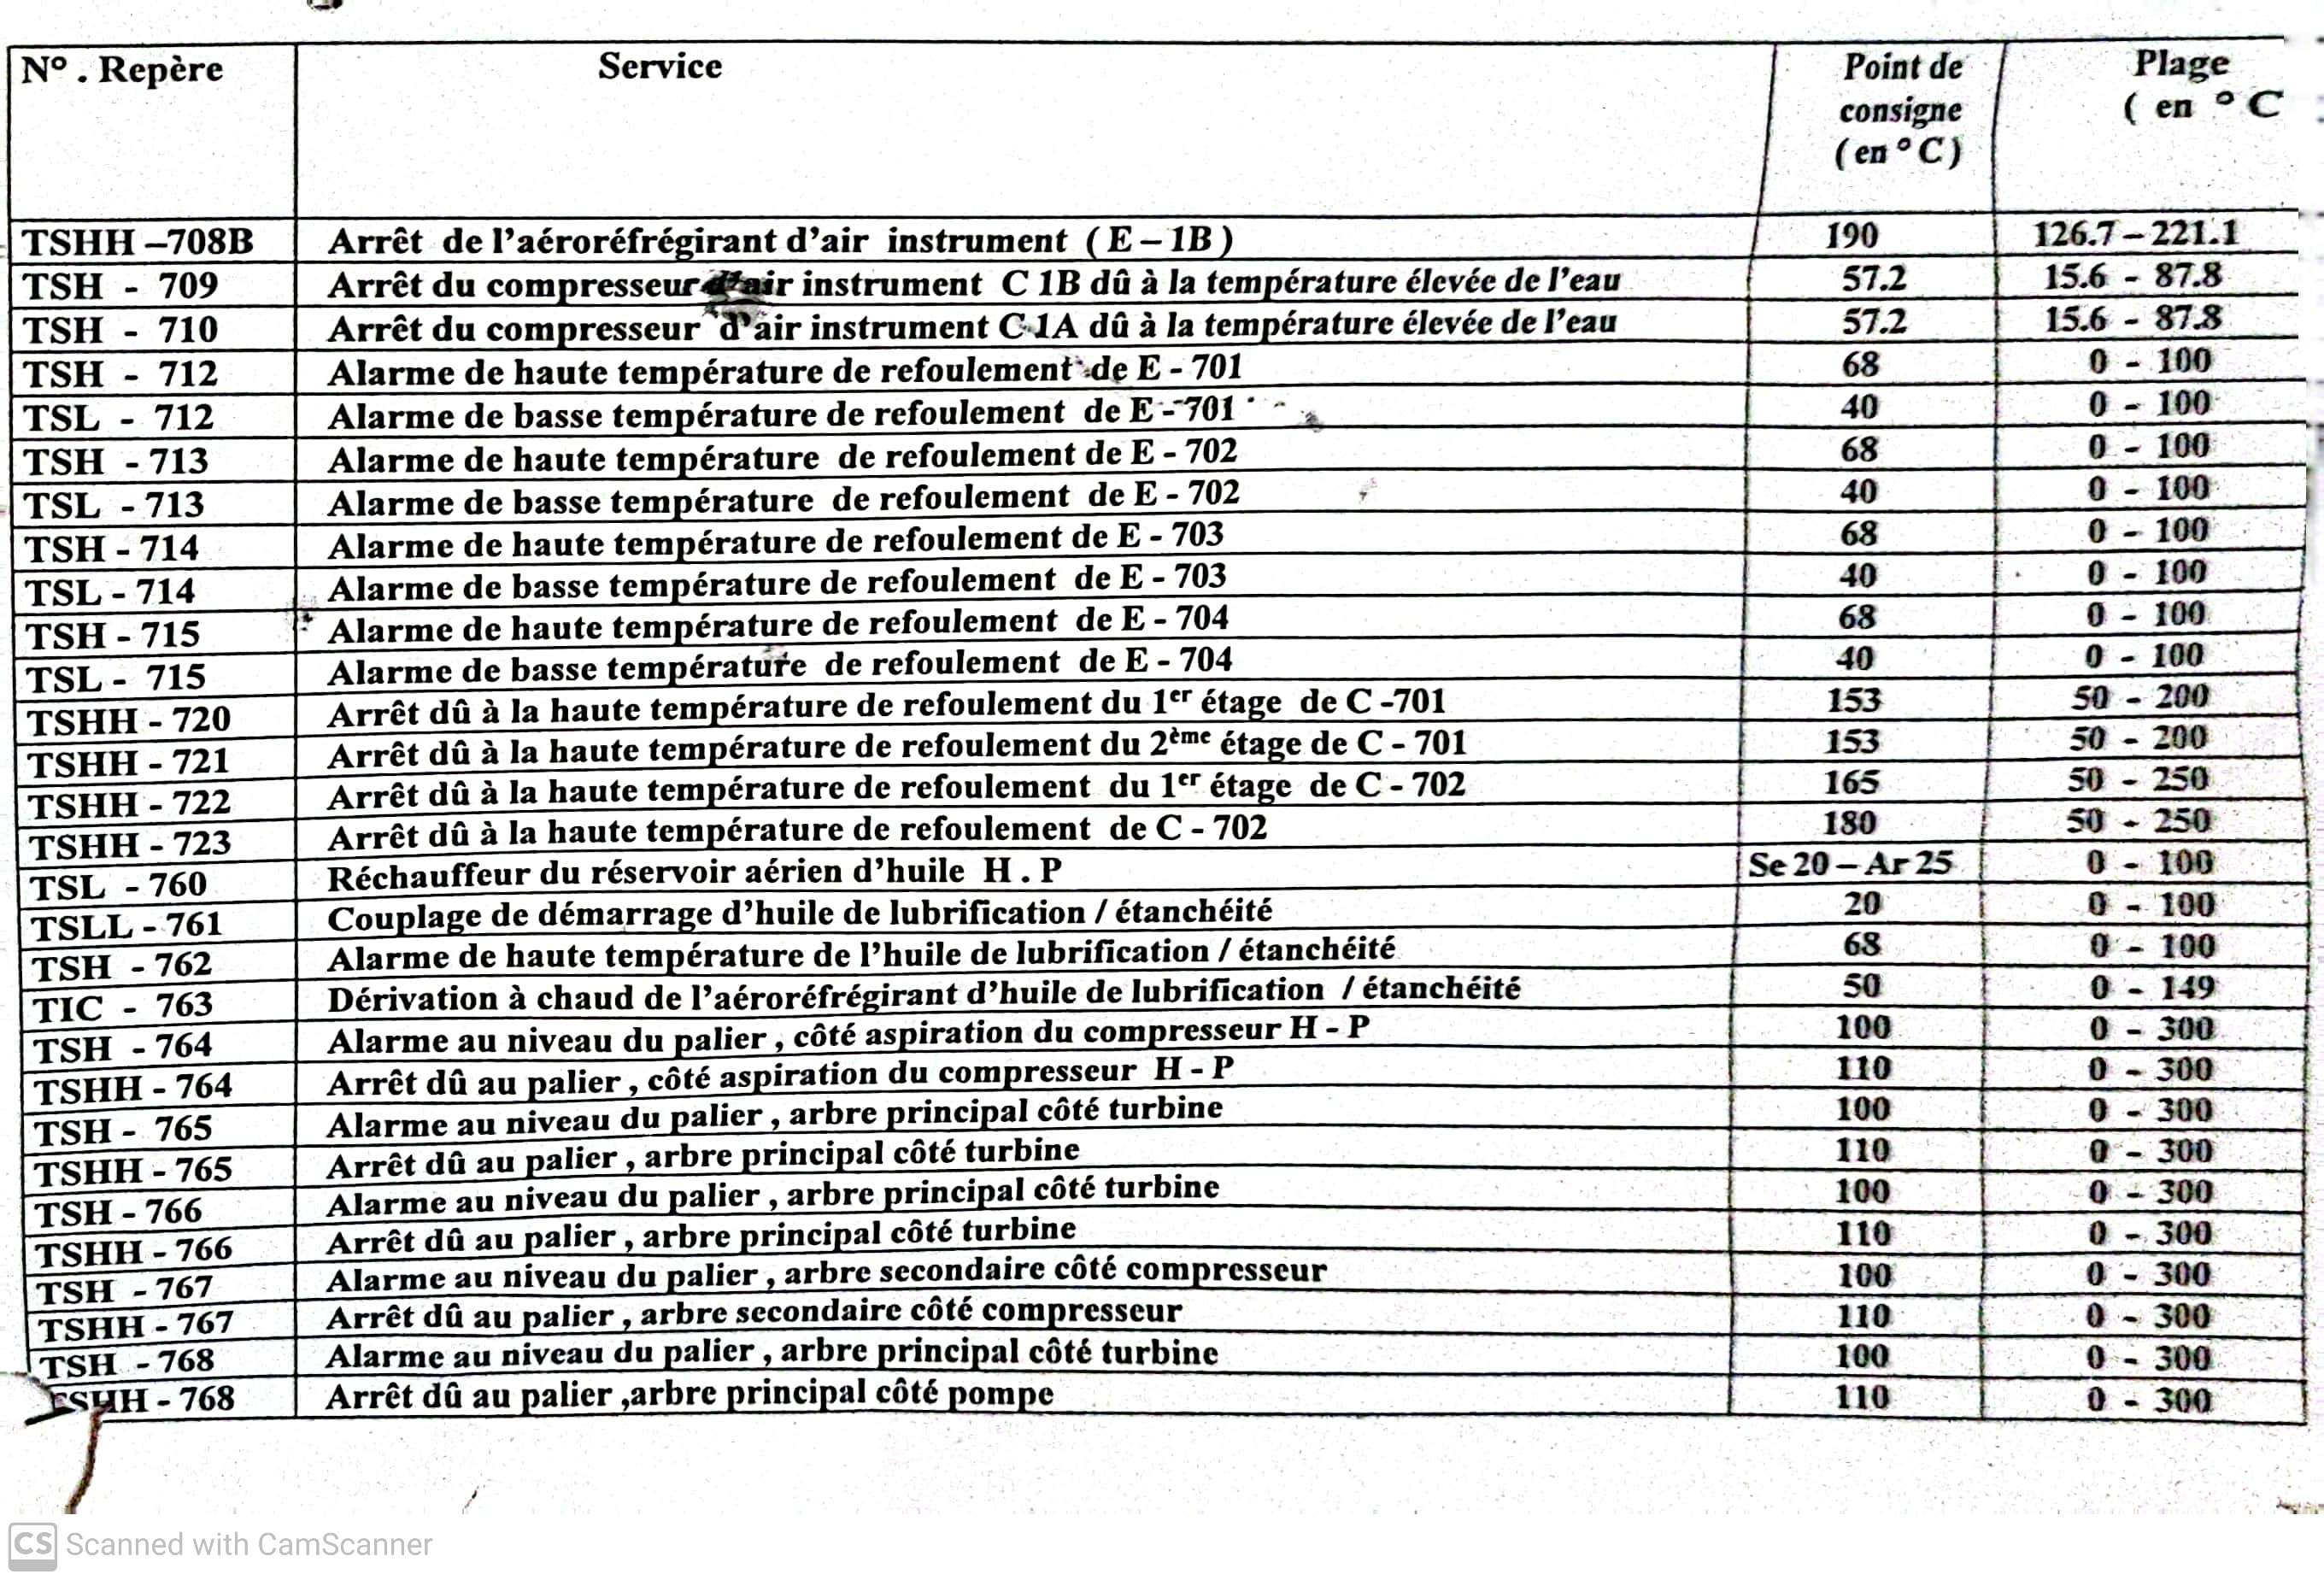 N° . Repère Service Point de consigne (en °C) Plage ( en °C
TSHH –708B Arrêt de l'aéroréfrégirant d'air instrument ( E – 1B ) 190 126.7 – 221.1
TSH - 709 Arrêt du compresseur d'air instrument C 1B dû à la température élevée de l'eau 57.2 15.6 - 87.8
TSH - 710 Arrêt du compresseur d'air instrument C 1A dû à la température élevée de l'eau 57.2 15.6 - 87.8
TSH - 712 Alarme de haute température de refoulement de E - 701 68 0 - 100
TSL - 712 Alarme de basse température de refoulement de E - 701 40 0 - 100
TSH - 713 Alarme de haute température de refoulement de E - 702 68 0 - 100
TSL - 713 Alarme de basse température de refoulement de E - 702 40 0 - 100
TSH - 714 Alarme de haute température de refoulement de E - 703 68 0 - 100
TSL - 714 Alarme de basse température de refoulement de E - 703 40 0 - 100
TSH - 715 Alarme de haute température de refoulement de E - 704 68 0 - 100
TSL - 715 Alarme de basse température de refoulement de E - 704 40 0 - 100
TSHH - 720 Arrêt dû à la haute température de refoulement du 1er étage de C -701 153 50 - 200
TSHH - 721 Arrêt dû à la haute température de refoulement du 2ème étage de C - 701 153 50 - 200
TSHH - 722 Arrêt dû à la haute température de refoulement du 1er étage de C - 702 165 50 - 250
TSHH - 723 Arrêt dû à la haute température de refoulement de C - 702 180 50 - 250
TSL - 760 Réchauffeur du réservoir aérien d'huile H . P Se 20 – Ar 25 0 - 100
TSLL - 761 Couplage de démarrage d'huile de lubrification / étanchéité 20 0 - 100
TSH - 762 Alarme de haute température de l'huile de lubrification / étanchéité 68 0 - 100
TIC - 763 Dérivation à chaud de l'aéroréfrégirant d'huile de lubrification / étanchéité 50 0 - 149
TSH - 764 Alarme au niveau du palier , côté aspiration du compresseur H - P 100 0 - 300
TSHH - 764 Arrêt dû au palier , côté aspiration du compresseur H - P 110 0 - 300
TSH - 765 Alarme au niveau du palier , arbre principal côté turbine 100 0 - 300
TSHH - 765 Arrêt dû au palier , arbre principal côté turbine 110 0 - 300
TSH - 766 Alarme au niveau du palier , arbre principal côté turbine 100 0 - 300
TSHH - 766 Arrêt dû au palier , arbre principal côté turbine 110 0 - 300
TSH - 767 Alarme au niveau du palier , arbre secondaire côté compresseur 100 0 - 300
TSHH - 767 Arrêt dû au palier , arbre secondaire côté compresseur 110 0 - 300
TSH - 768 Alarme au niveau du palier , arbre principal côté turbine 100 0 - 300
TSHH - 768 Arrêt dû au palier ,arbre principal côté pompe 110 0 - 300
CS Scanned with CamScanner